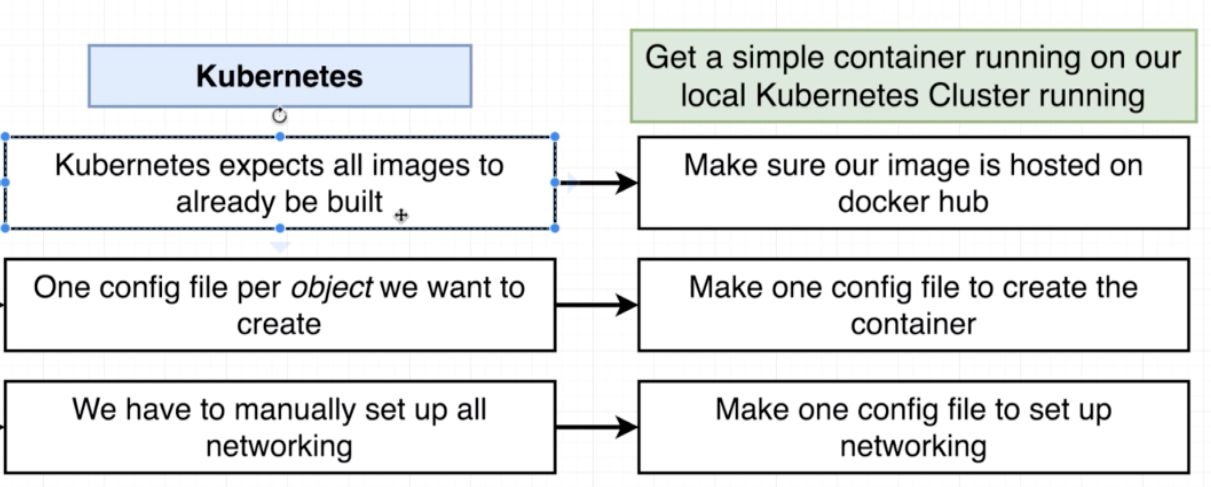 Kubernetes
Get a simple container running on our
local Kubernetes Cluster running
Kubernetes expects all images to
already be built
Make sure our image is hosted on
docker hub
One config file per object we want to
create
Make one config file to create the
container
We have to manually set up all
networking
Make one config file to set up
networking